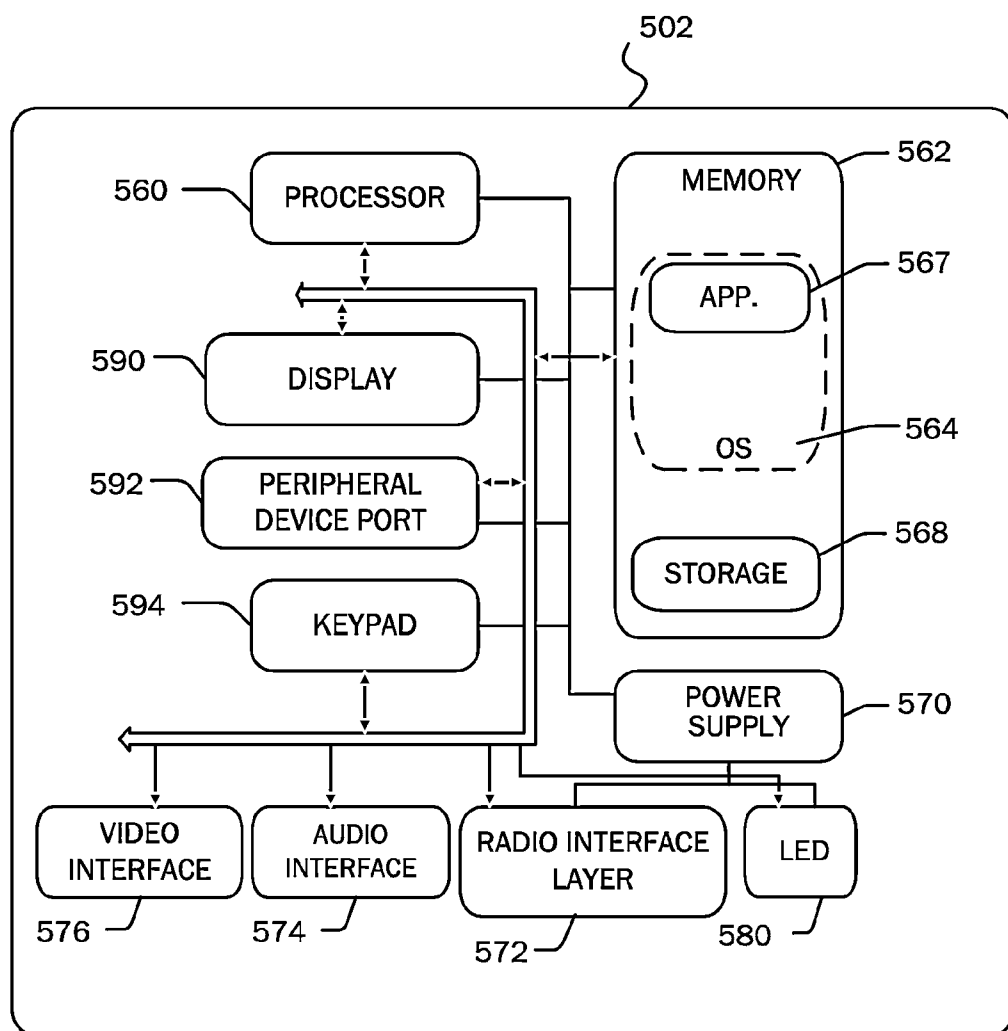 502
560
PROCESSOR
MEMORY
562
APP.
567
590
DISPLAY
OS
564
592
PERIPHERAL
DEVICE PORT
STORAGE
568
594
KEYPAD
POWER
SUPPLY
570
VIDEO
INTERFACE
AUDIO
INTERFACE
RADIO INTERFACE
LAYER
LED
576
574
572
580